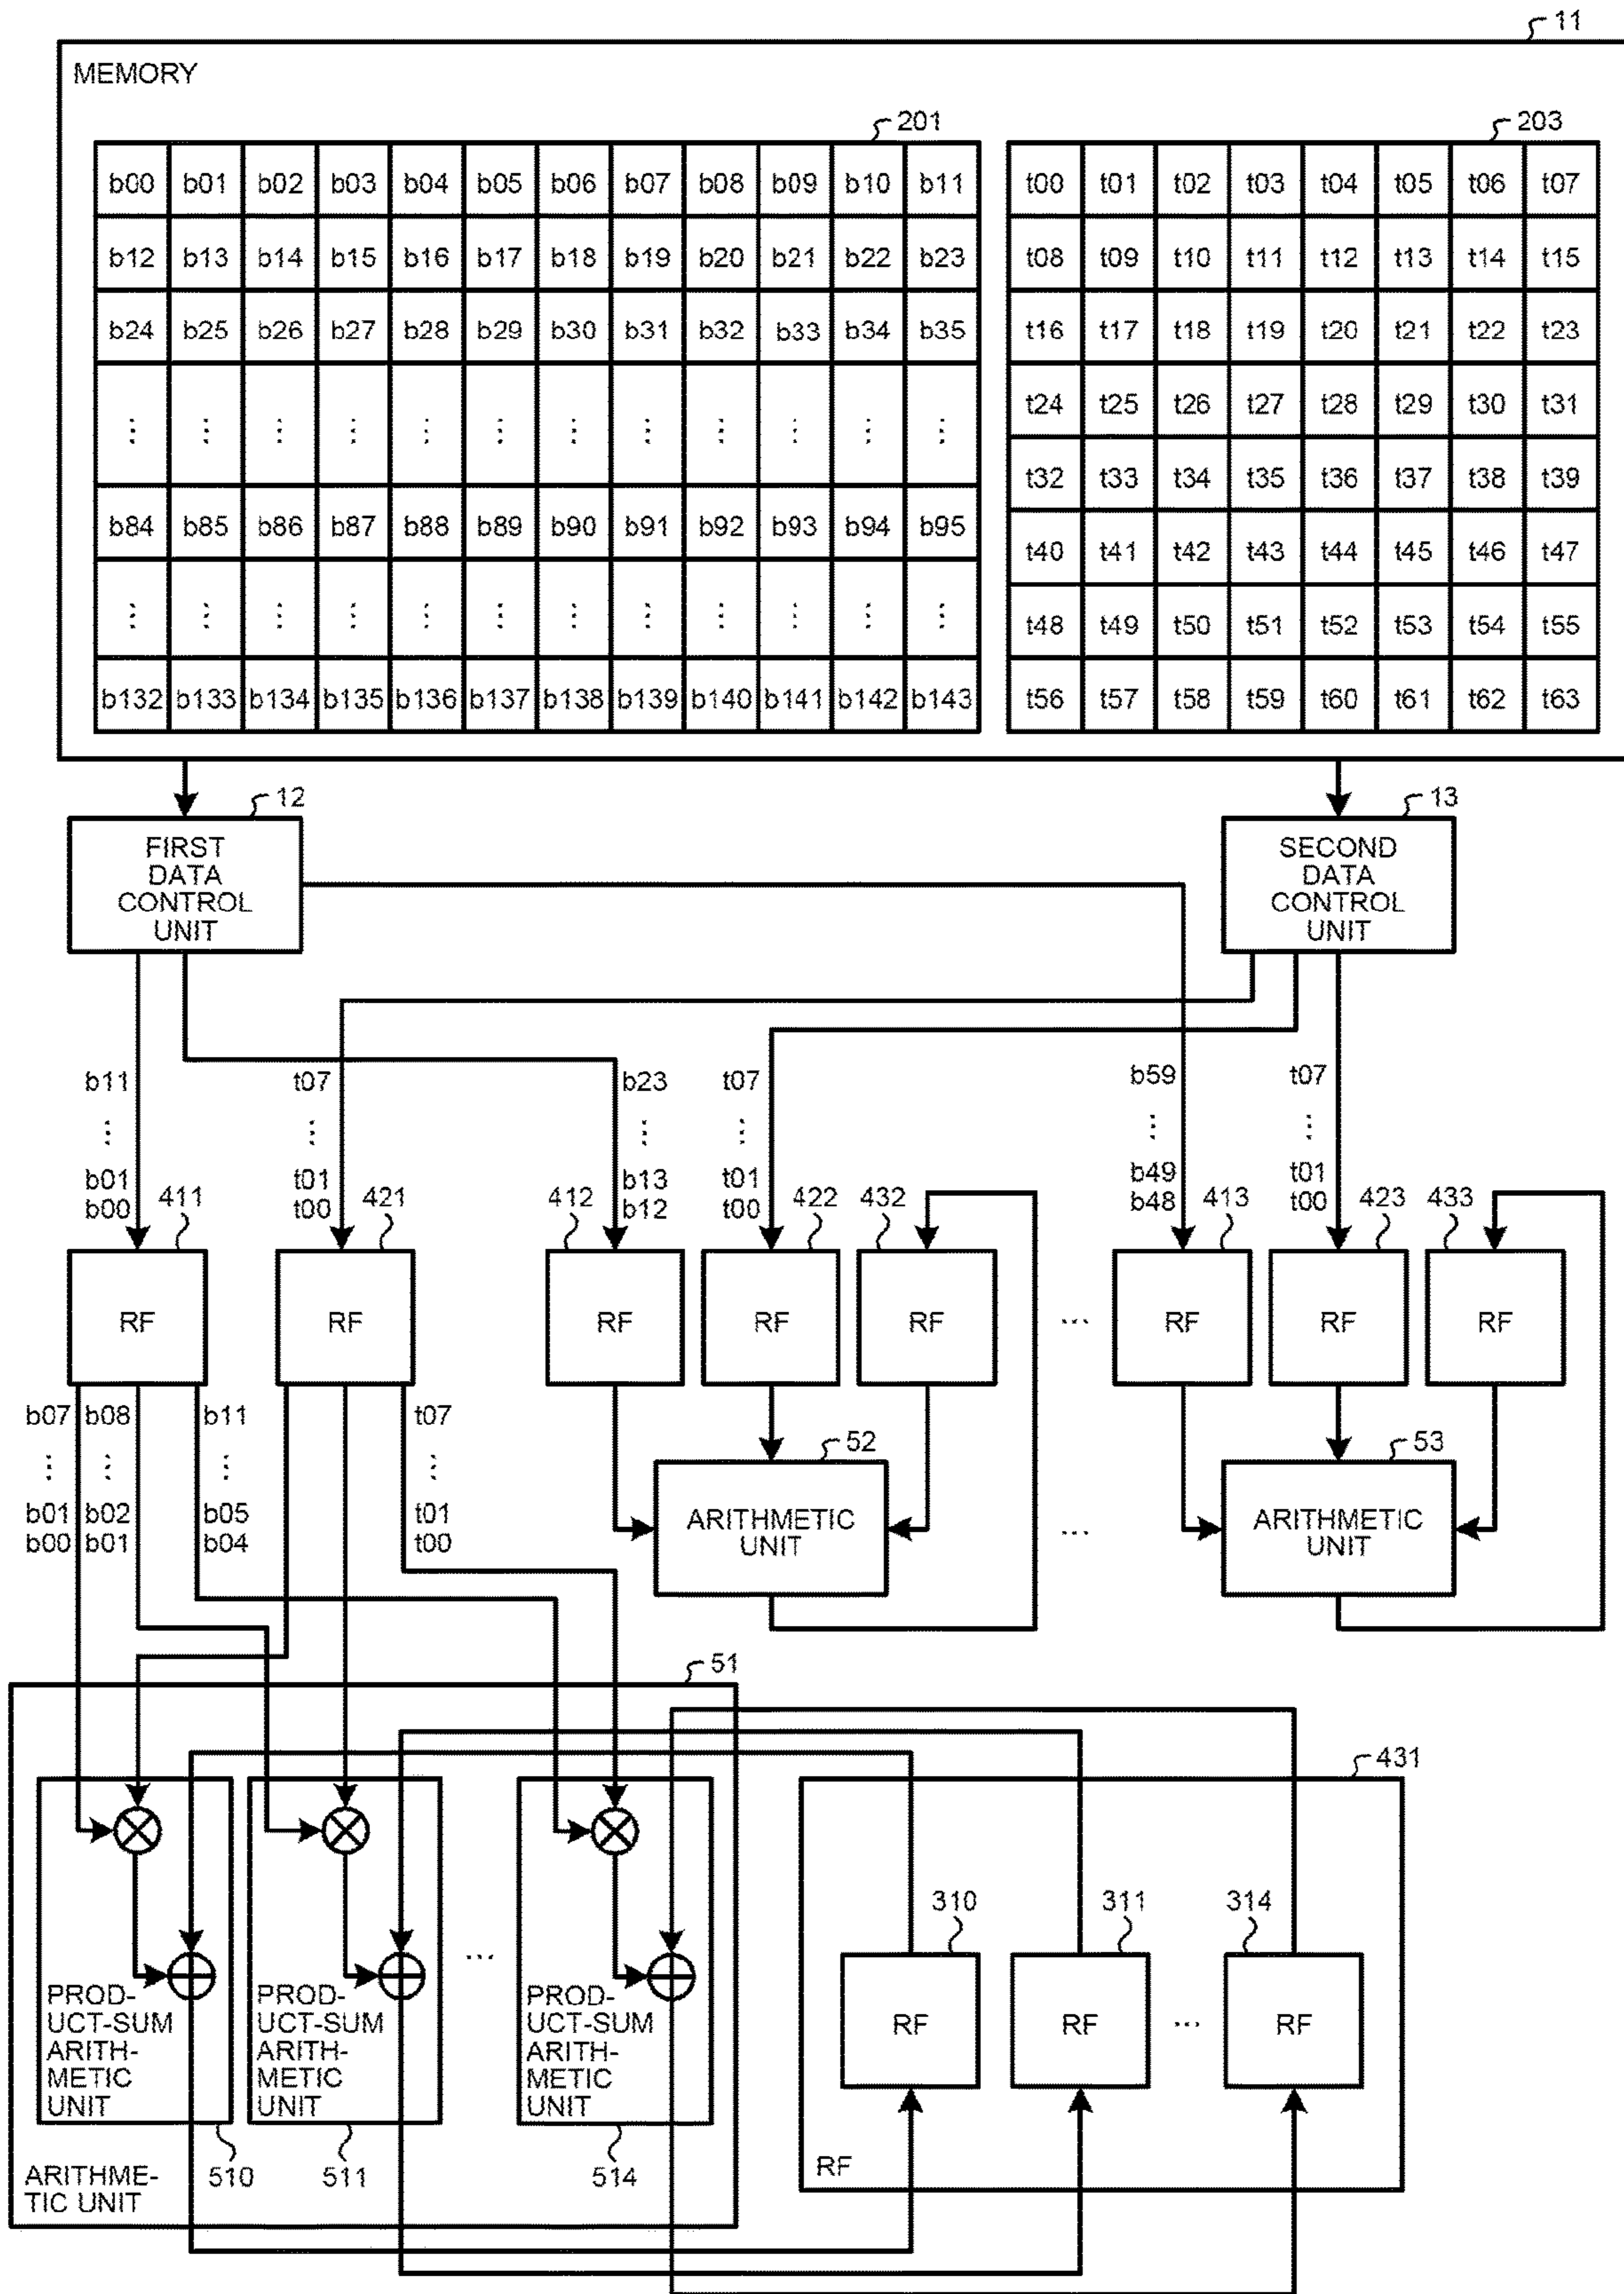 11
MEMORY
201
203
b00 b01 b02 b03 b04 b05 b06 b07 b08 b09 b10 b11
t00 t01 t02 t03 t04 t05 t06 t07
b12 b13 b14 b15 b16 b17 b18 b19 b20 b21 b22 b23
t08 t09 t10 t11 t12 t13 t14 t15
b24 b25 b26 b27 b28 b29 b30 b31 b32 b33 b34 b35
t16 t17 t18 t19 t20 t21 t22 t23
⋮ ⋮ ⋮ ⋮ ⋮ ⋮ ⋮ ⋮ ⋮ ⋮ ⋮ ⋮
t24 t25 t26 t27 t28 t29 t30 t31
t32 t33 t34 t35 t36 t37 t38 t39
b84 b85 b86 b87 b88 b89 b90 b91 b92 b93 b94 b95
t40 t41 t42 t43 t44 t45 t46 t47
⋮ ⋮ ⋮ ⋮ ⋮ ⋮ ⋮ ⋮ ⋮ ⋮ ⋮ ⋮
t48 t49 t50 t51 t52 t53 t54 t55
b132 b133 b134 b135 b136 b137 b138 b139 b140 b141 b142 b143
t56 t57 t58 t59 t60 t61 t62 t63
12
13
FIRST
DATA
CONTROL
UNIT
SECOND
DATA
CONTROL
UNIT
b11 t07 b23 t07 b59 t07
⋮ ⋮ ⋮ ⋮ ⋮ ⋮
b01 t01 b13 t01 b49 t01
b00 t00 b12 t00 b48 t00
411 421 412 422 432 413 423 433
RF RF RF RF RF ... RF RF RF
b07 b08 b11 t07
⋮ ⋮ ⋮ ⋮
b01 b02 b05 t01
b00 b01 b04 t00
52
53
ARITHMETIC
UNIT
...
ARITHMETIC
UNIT
51
431
310 311 314
...
PROD-
UCT-SUM
ARITH-
METIC
UNIT
PROD-
UCT-SUM
ARITH-
METIC
UNIT
PROD-
UCT-SUM
ARITH-
METIC
UNIT
RF RF ... RF
510 511 514
ARITHME-
TIC UNIT
RF